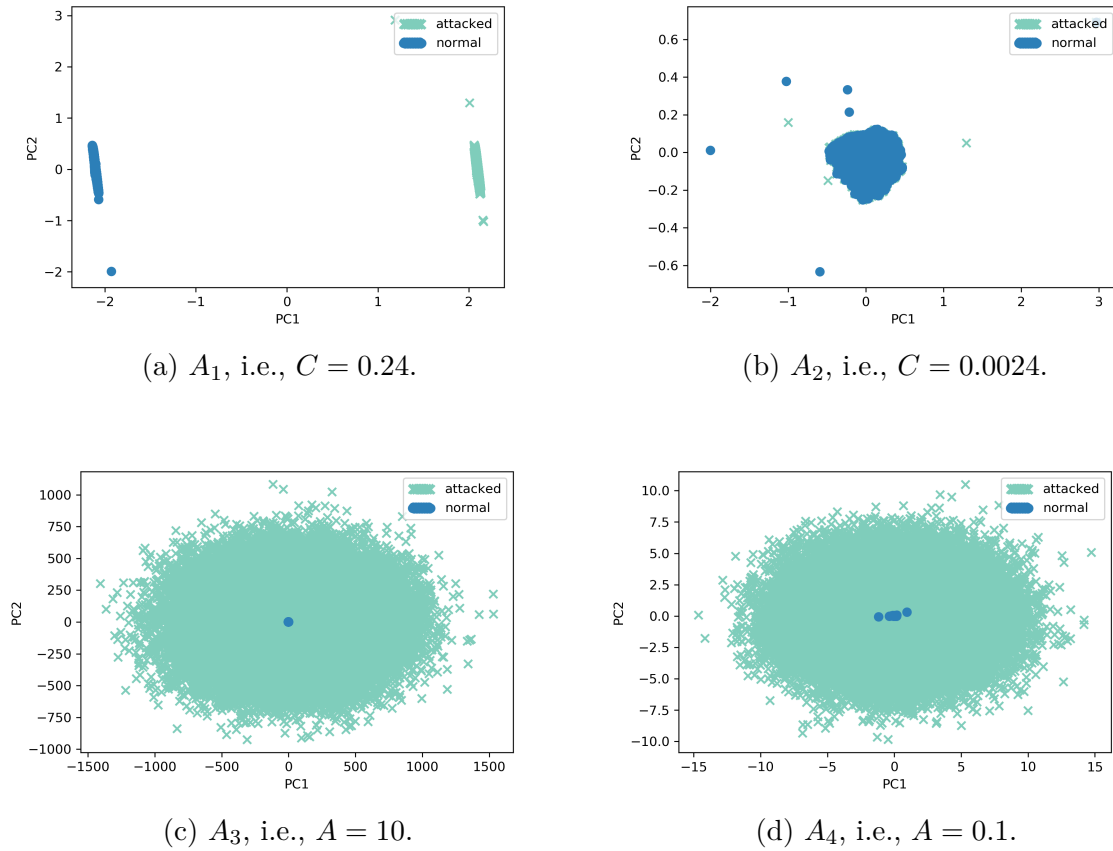 3
2
1
0
−1
−2
PC2
−2
−1
0
1
2
PC1
attacked
normal
(a) A₁, i.e., C = 0.24.
0.6
0.4
0.2
0.0
−0.2
−0.4
−0.6
PC2
−2
−1
0
1
2
3
PC1
attacked
normal
(b) A₂, i.e., C = 0.0024.
1000
750
500
250
0
−250
−500
−750
−1000
PC2
−1500
−1000
−500
0
500
1000
1500
PC1
attacked
normal
(c) A₃, i.e., A = 10.
10.0
7.5
5.0
2.5
0.0
−2.5
−5.0
−7.5
−10.0
PC2
−15
−10
−5
0
5
10
15
PC1
attacked
normal
(d) A₄, i.e., A = 0.1.